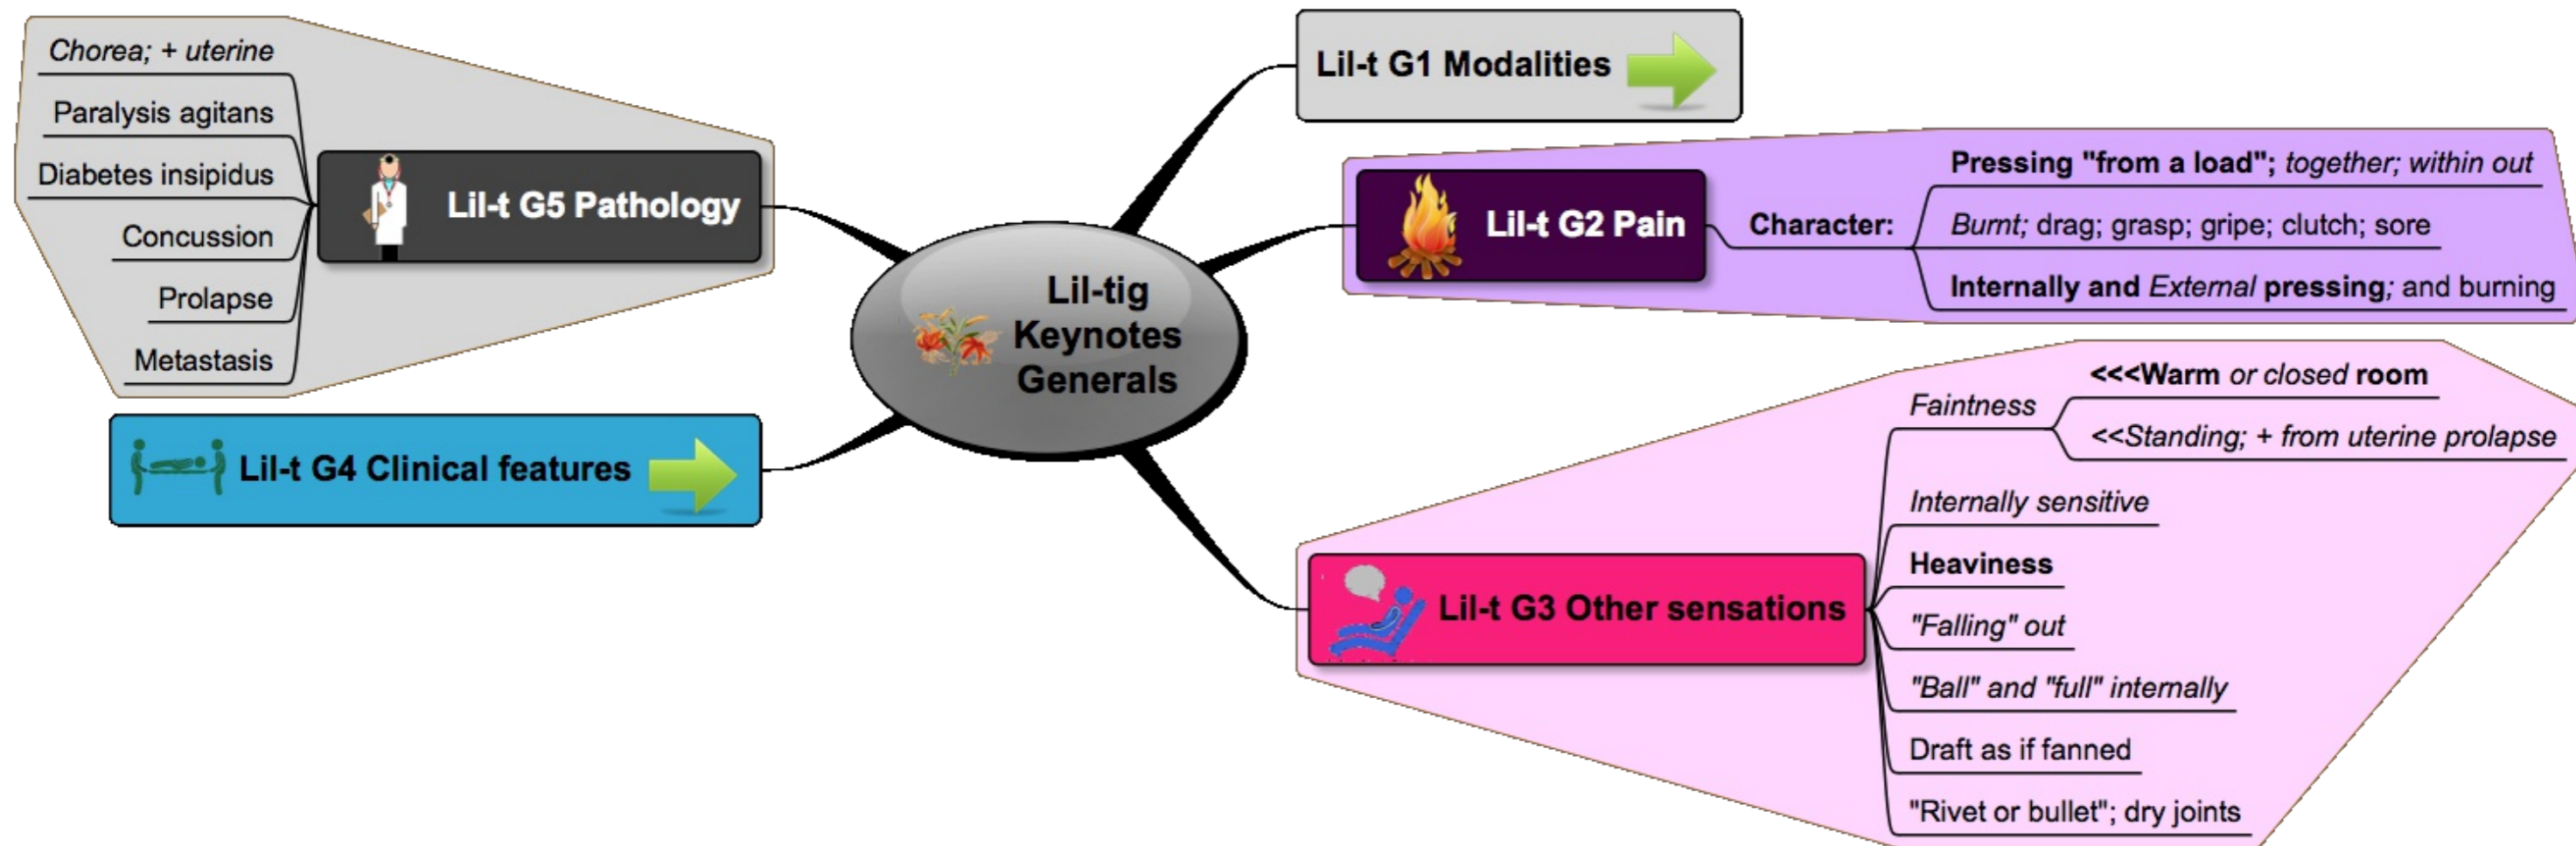 Lil-tig
Keynotes
Generals
Lil-t G1 Modalities
Lil-t G2 Pain
Character:
Pressing "from a load"; together; within out
Burnt; drag; grasp; gripe; clutch; sore
Internally and External pressing; and burning
Lil-t G3 Other sensations
Faintness
<<<Warm or closed room
<<Standing; + from uterine prolapse
Internally sensitive
Heaviness
"Falling" out
"Ball" and "full" internally
Draft as if fanned
"Rivet or bullet"; dry joints
Lil-t G4 Clinical features
Lil-t G5 Pathology
Chorea; + uterine
Paralysis agitans
Diabetes insipidus
Concussion
Prolapse
Metastasis